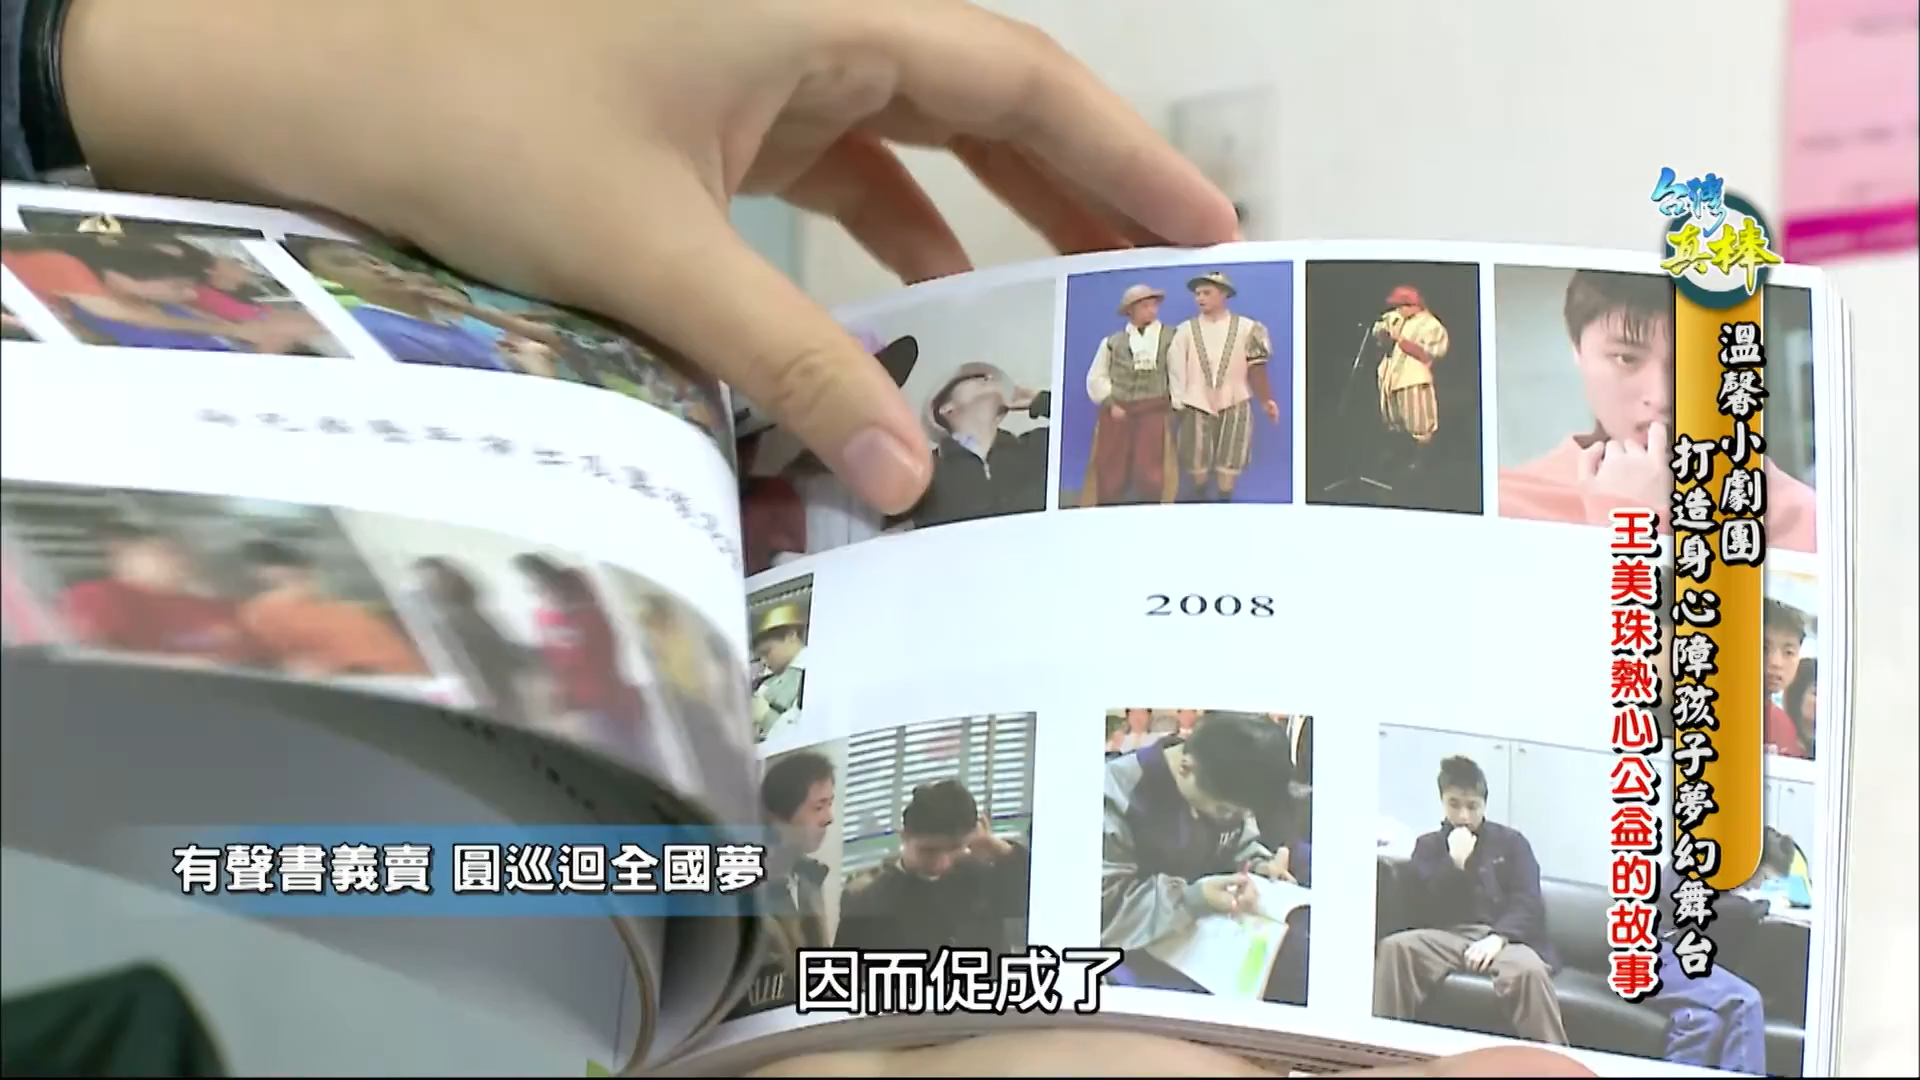 台灣
真棒
溫馨小劇團
打造身心障孩子夢幻舞台
王美珠熱心公益的故事
2008
有聲書義賣 圓巡迴全國夢
因而促成了